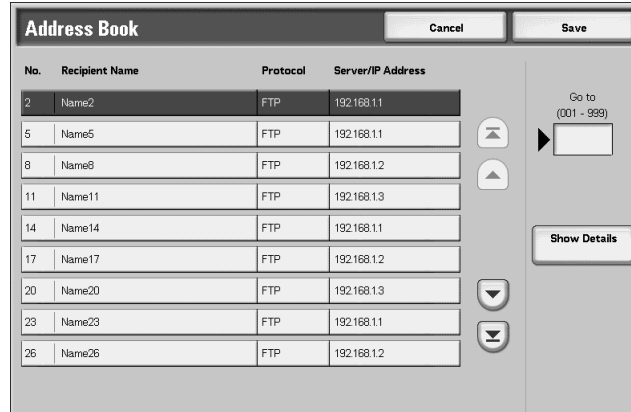 Address Book Cancel Save
No. Recipient Name Protocol Server/IP Address
Go to
(001 - 999)
2 Name2 FTP 192.168.1.1
5 Name5 FTP 192.168.1.1
8 Name8 FTP 192.168.1.2
11 Name11 FTP 192.168.1.3
14 Name14 FTP 192.168.1.1
Show Details
17 Name17 FTP 192.168.1.2
20 Name20 FTP 192.168.1.3
23 Name23 FTP 192.168.1.1
26 Name26 FTP 192.168.1.2